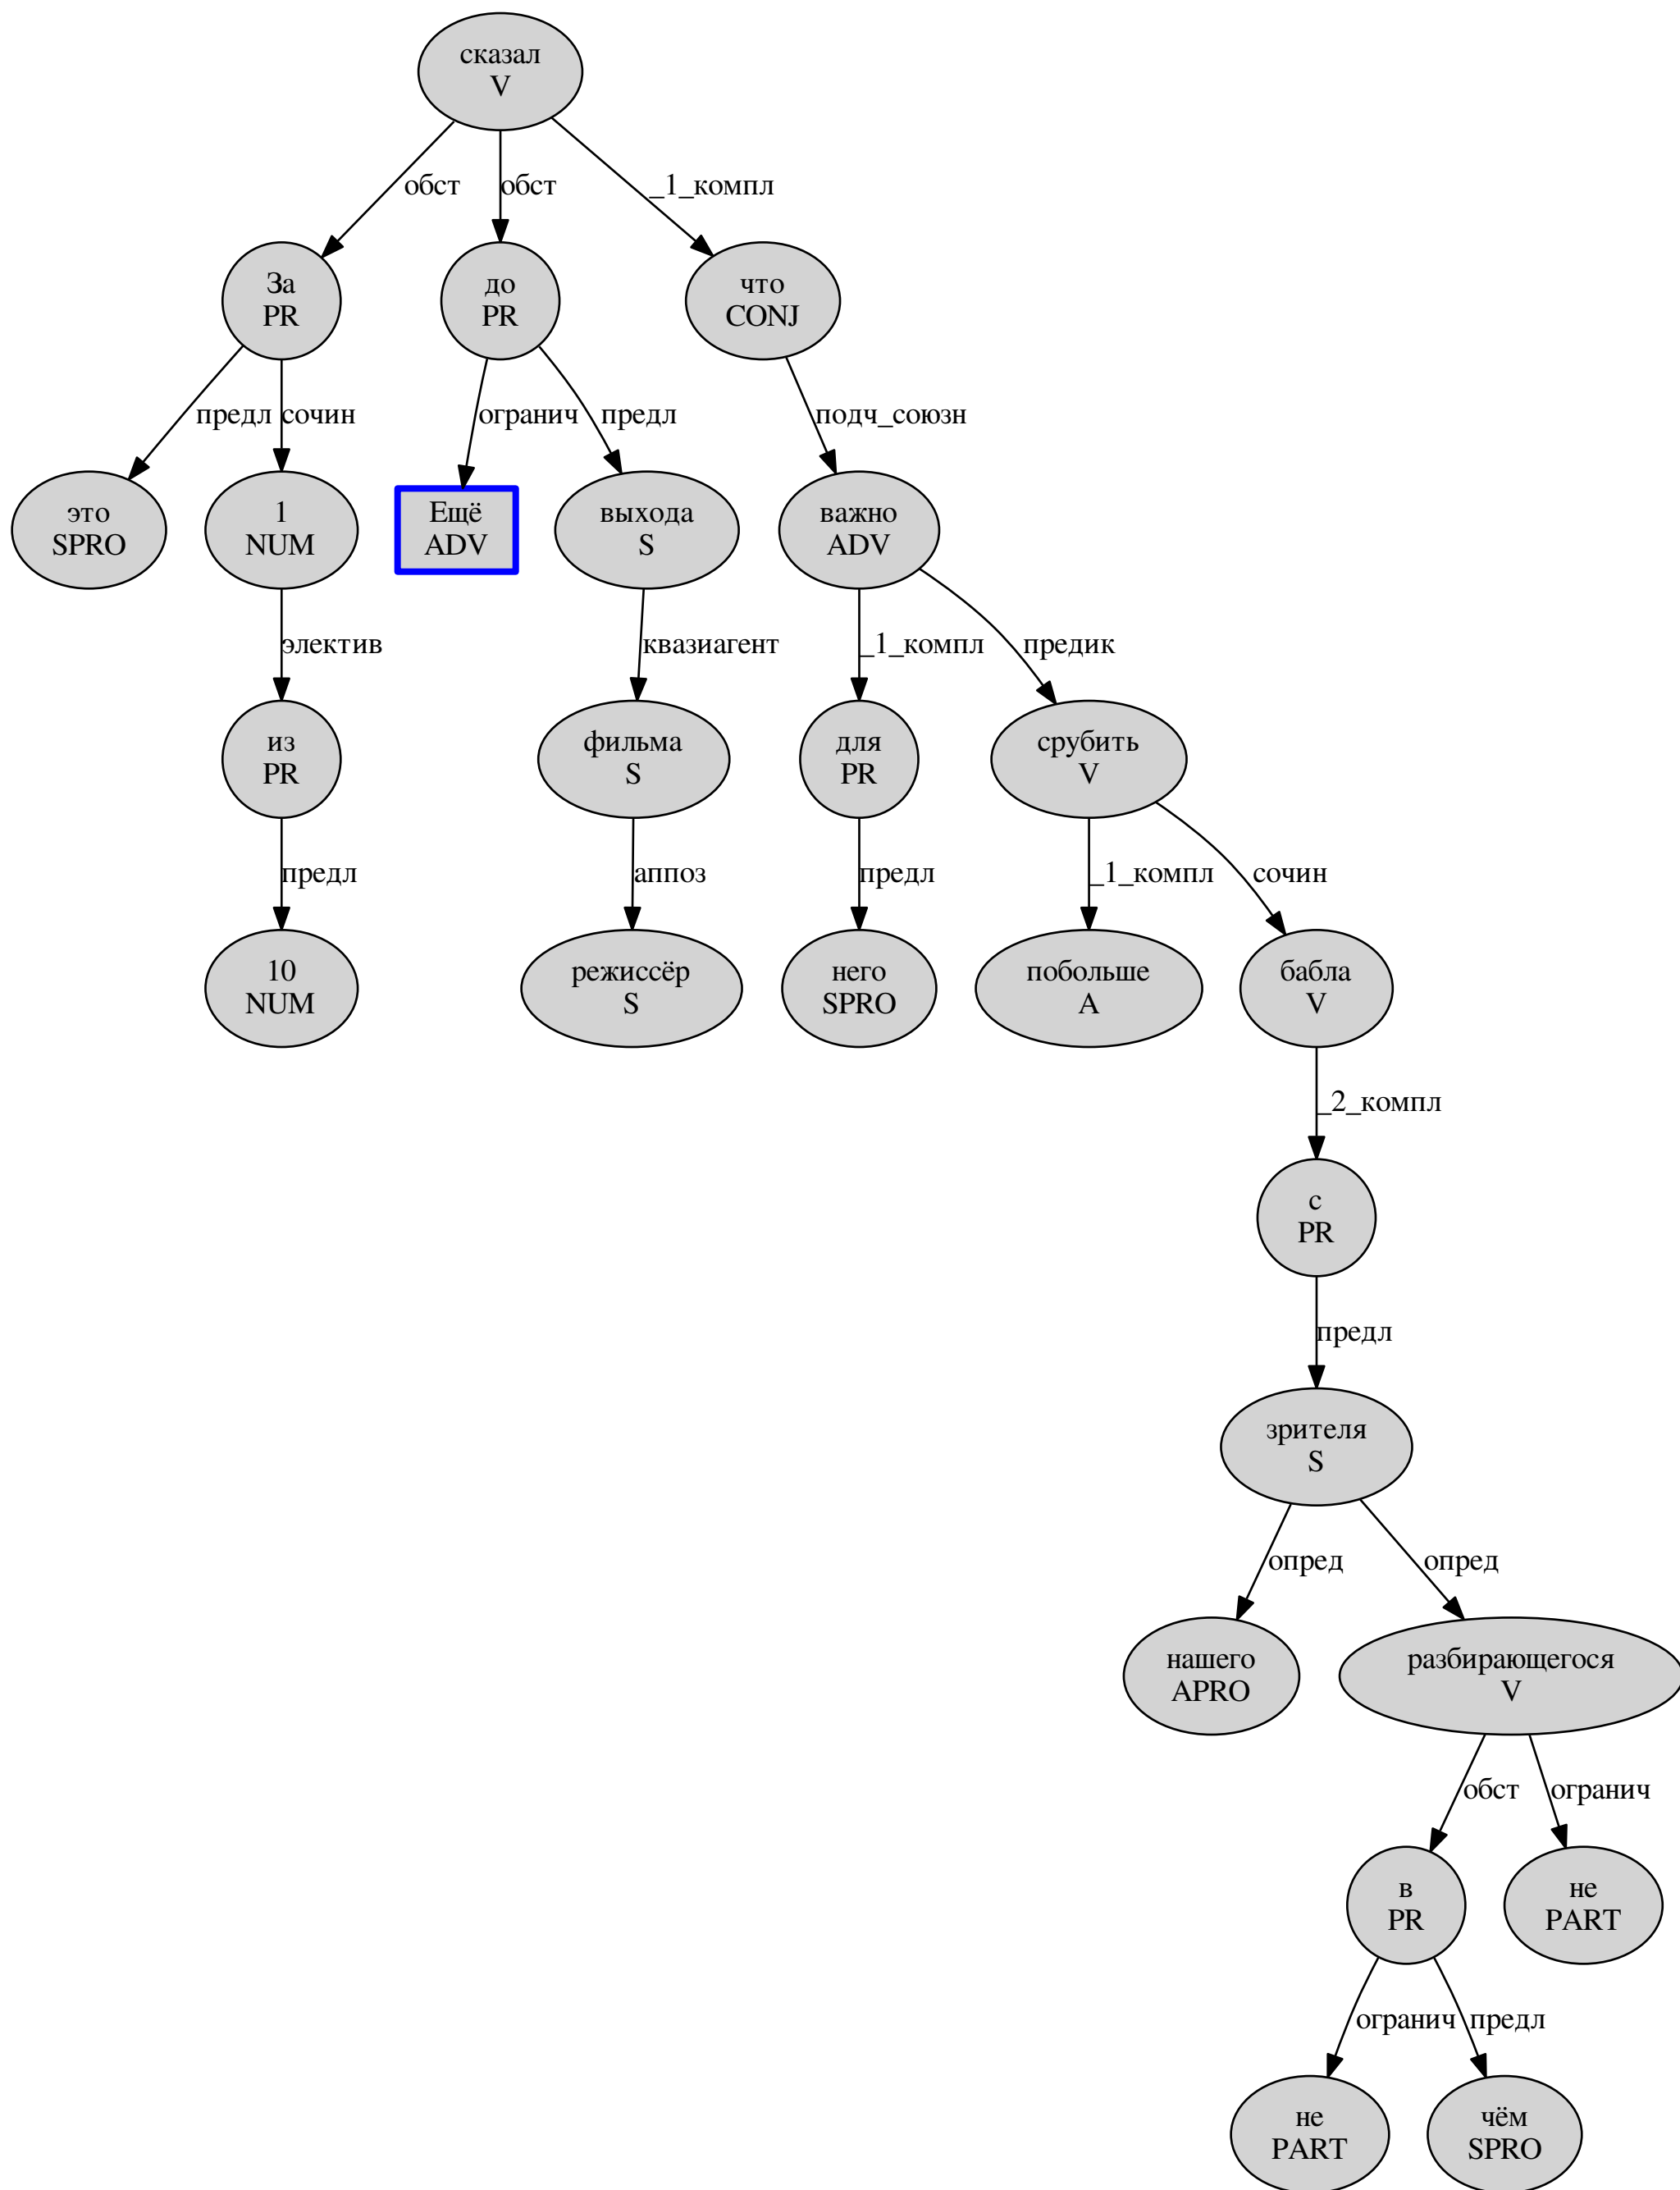 сказал
V
обст
обст
_1_компл
За
PR
до
PR
что
CONJ
предл
сочин
огранич
предл
подч_союзн
это
SPRO
1
NUM
Ещё
ADV
выхода
S
важно
ADV
электив
квазиагент
_1_компл
предик
из
PR
фильма
S
для
PR
срубить
V
предл
аппоз
предл
_1_компл
сочин
10
NUM
режиссёр
S
него
SPRO
побольше
A
бабла
V
_2_компл
с
PR
предл
зрителя
S
опред
опред
нашего
APRO
разбирающегося
V
обст
огранич
в
PR
не
PART
огранич
предл
не
PART
чём
SPRO